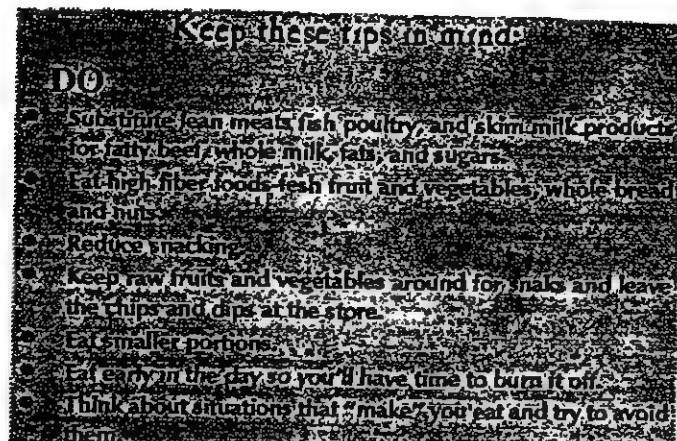 Keep these tips in mind:
DO
• Substitute lean meats, fish poultry, and skim milk products
for fatty beef, whole milk, fats, and sugars.
• Eat high-fiber foods-fesh fruit and vegetables, whole bread
and nuts.
• Reduce snacking
• Keep raw fruits and vegetables around for snaks and leave
the chips and dips at the store.
• Eat smaller portions.
• Eat early in the day so you'll have time to burn it off.
• Think about situations that "make" you eat and try to avoid
them